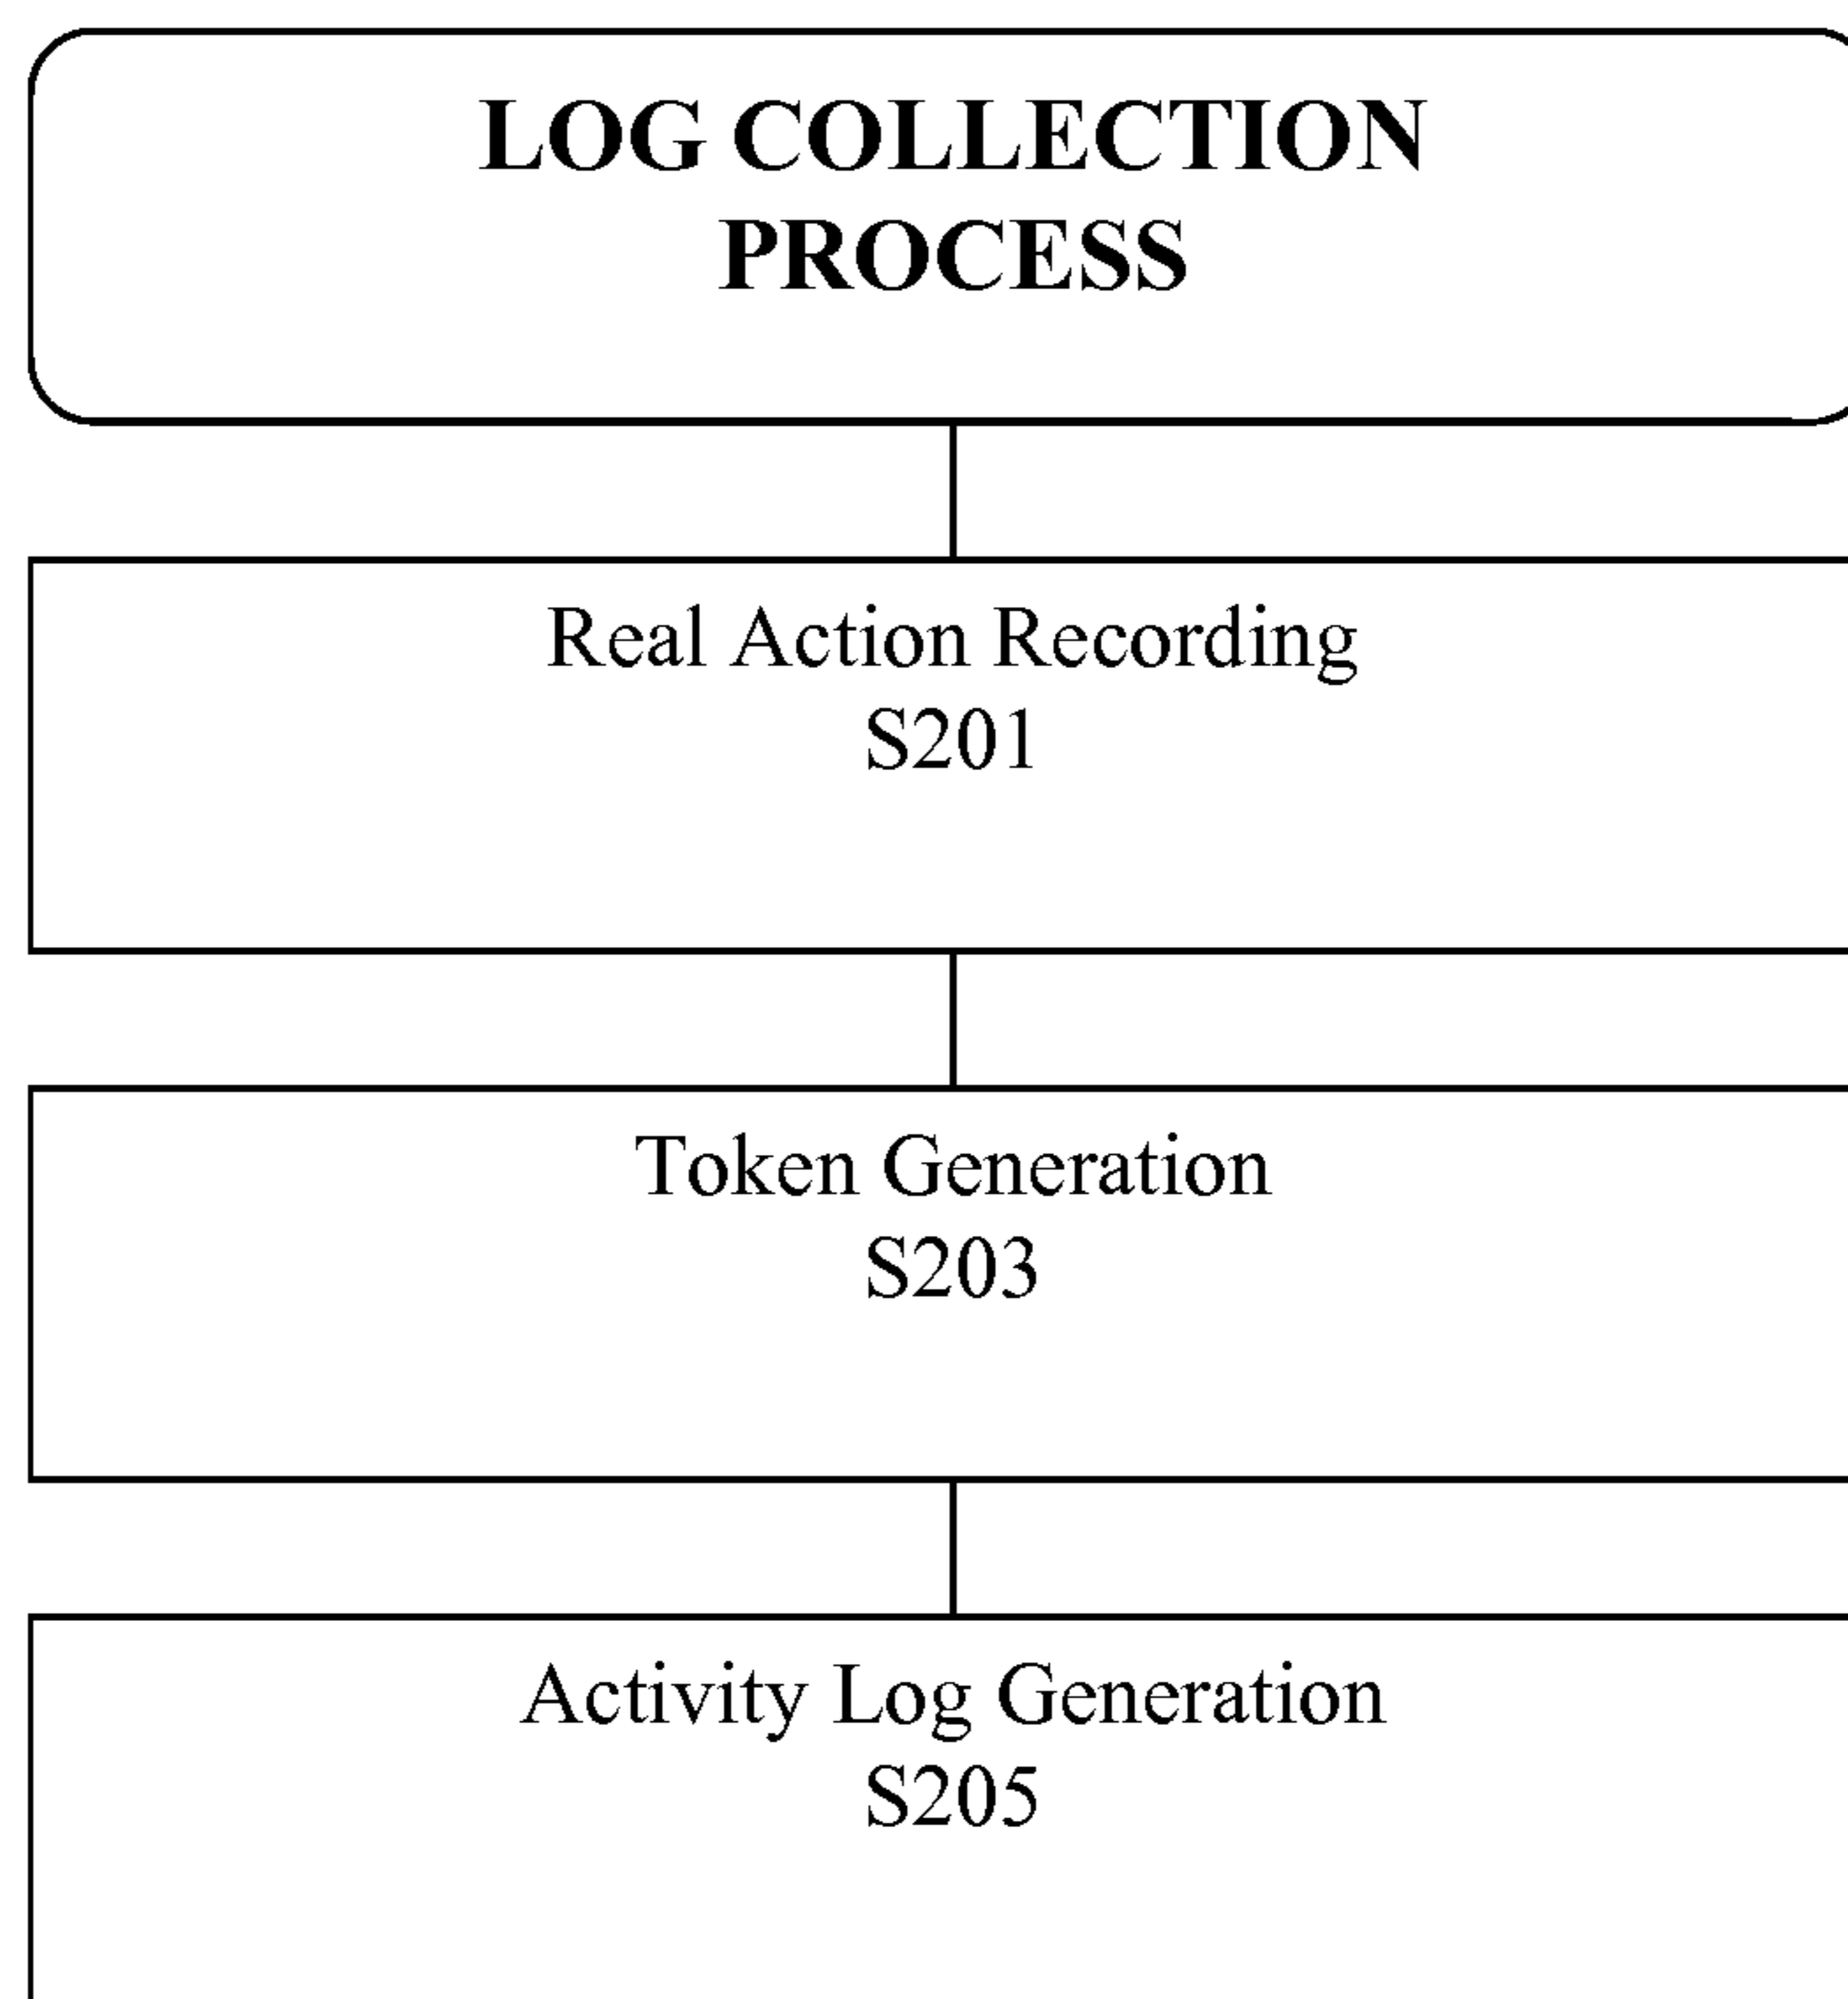 LOG COLLECTION
PROCESS
Real Action Recording
S201
Token Generation
S203
Activity Log Generation
S205